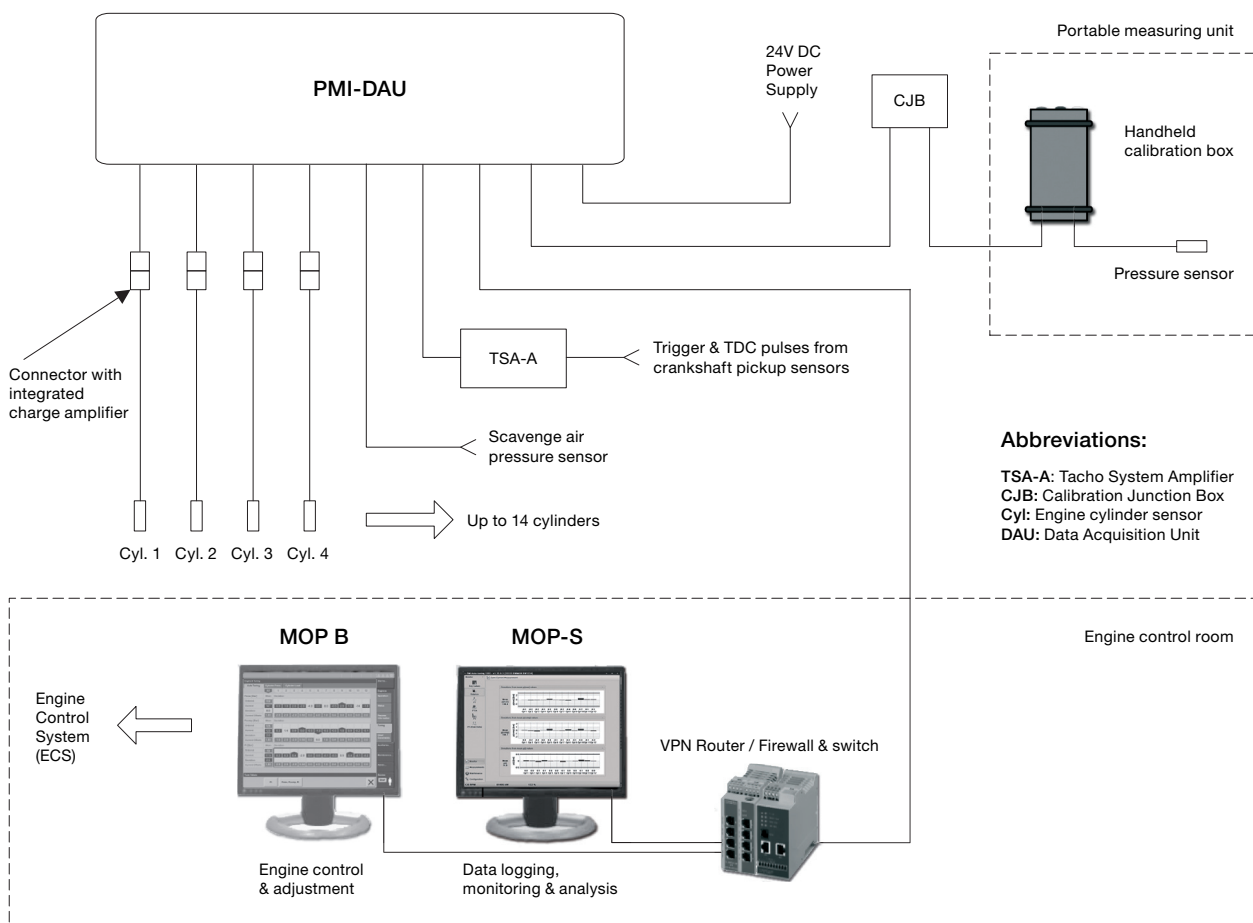 Portable measuring unit
24V DC
Power
Supply
PMI-DAU
CJB
Handheld
calibration box
Pressure sensor
TSA-A
Trigger & TDC pulses from
crankshaft pickup sensors
Connector with
integrated
charge amplifier
Scavenge air
pressure sensor
Up to 14 cylinders
Cyl. 1 Cyl. 2 Cyl. 3 Cyl. 4
Abbreviations:
TSA-A: Tacho System Amplifier
CJB: Calibration Junction Box
Cyl: Engine cylinder sensor
DAU: Data Acquisition Unit
MOP B
MOP-S
Engine control room
Engine
Control
System
(ECS)
VPN Router / Firewall & switch
Engine control
& adjustment
Data logging,
monitoring & analysis